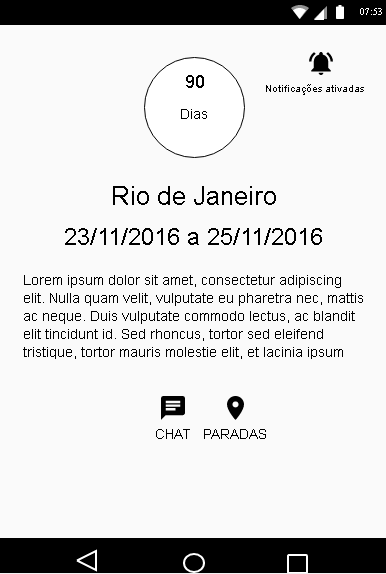 07:53
90
Dias
Notificações ativadas
Rio de Janeiro
23/11/2016 a 25/11/2016
Lorem ipsum dolor sit amet, consectetur adipiscing
elit. Nulla quam velit, vulputate eu pharetra nec, mattis
ac neque. Duis vulputate commodo lectus, ac blandit
elit tincidunt id. Sed rhoncus, tortor sed eleifend
tristique, tortor mauris molestie elit, et lacinia ipsum
CHAT PARADAS